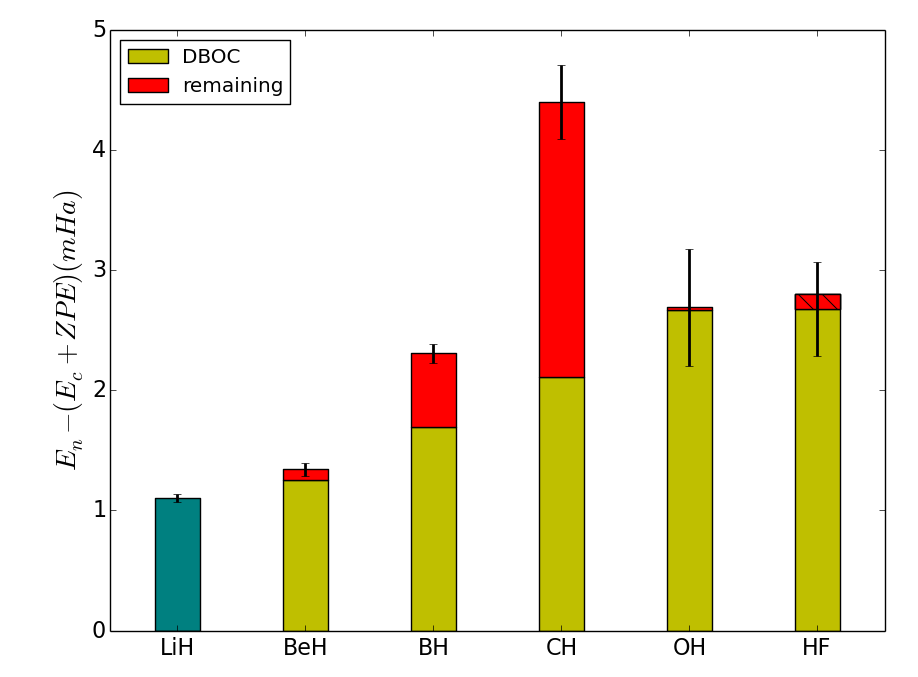 5
DBOC
remaining
4
3
2
1
0
E_n − (E_c + ZPE)(mHa)
LiH BeH BH CH OH HF